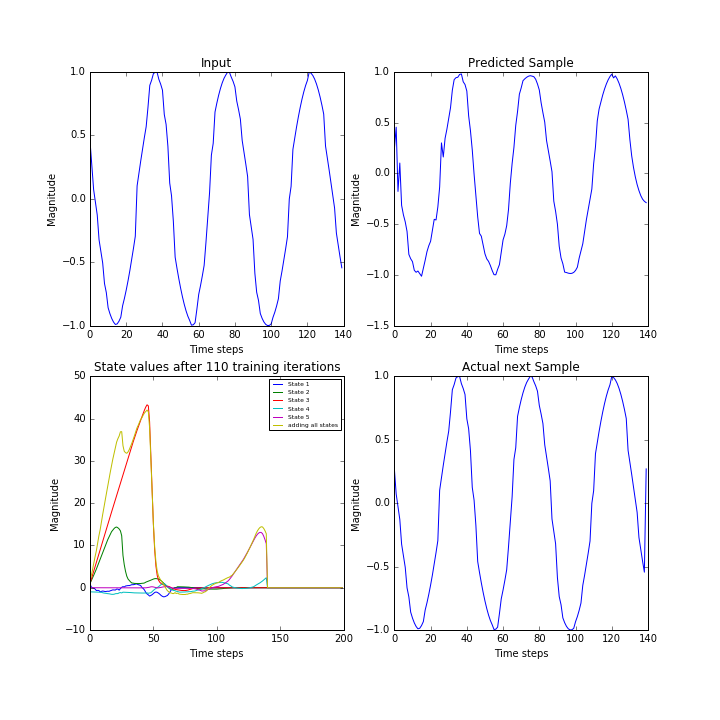 Input
1.0
0.5
0.0
−0.5
−1.0
Magnitude
0 20 40 60 80 100 120 140
Time steps
Predicted Sample
1.0
0.5
0.0
−0.5
−1.0
−1.5
Magnitude
0 20 40 60 80 100 120 140
Time steps
State values after 110 training iterations
50
40
30
20
10
0
−10
Magnitude
State 1
State 2
State 3
State 4
State 5
adding all states
0 50 100 150 200
Time steps
Actual next Sample
1.0
0.5
0.0
−0.5
−1.0
Magnitude
0 20 40 60 80 100 120 140
Time steps